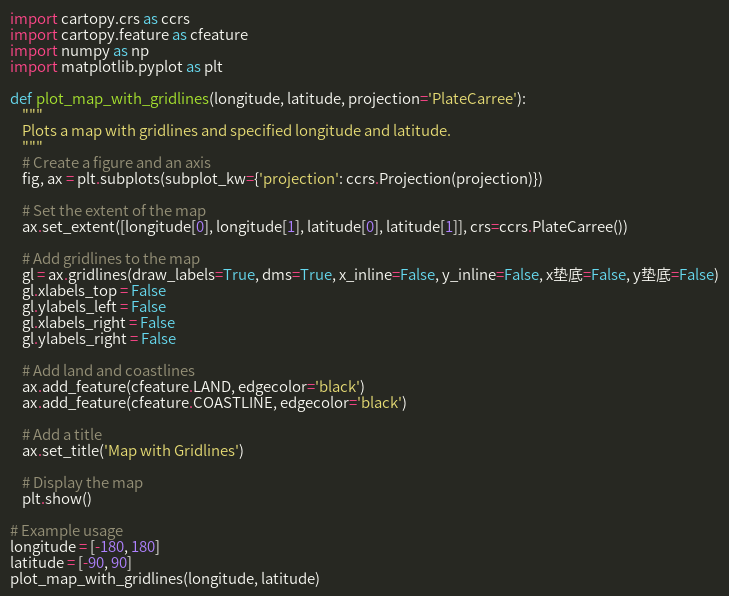 import cartopy.crs as ccrs
import cartopy.feature as cfeature
import numpy as np
import matplotlib.pyplot as plt

def plot_map_with_gridlines(longitude, latitude, projection='PlateCarree'):
    """
    Plots a map with gridlines and specified longitude and latitude.
    """
    # Create a figure and an axis
    fig, ax = plt.subplots(subplot_kw={'projection': ccrs.Projection(projection)})

    # Set the extent of the map
    ax.set_extent([longitude[0], longitude[1], latitude[0], latitude[1]], crs=ccrs.PlateCarree())

    # Add gridlines to the map
    gl = ax.gridlines(draw_labels=True, dms=True, x_inline=False, y_inline=False, x垫底=False, y垫底=False)
    gl.xlabels_top = False
    gl.ylabels_left = False
    gl.xlabels_right = False
    gl.ylabels_right = False

    # Add land and coastlines
    ax.add_feature(cfeature.LAND, edgecolor='black')
    ax.add_feature(cfeature.COASTLINE, edgecolor='black')

    # Add a title
    ax.set_title('Map with Gridlines')

    # Display the map
    plt.show()

# Example usage
longitude = [-180, 180]
latitude = [-90, 90]
plot_map_with_gridlines(longitude, latitude)